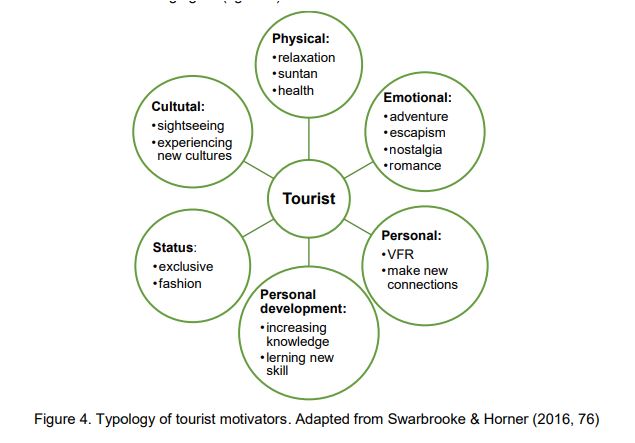 Physical:
•relaxation
•suntan
•health
Emotional:
•adventure
•escapism
•nostalgia
•romance
Cultutal:
•sightseeing
•experiencing
new cultures
Tourist
Personal:
•VFR
•make new
connections
Status:
•exclusive
•fashion
Personal
development:
•increasing
knowledge
•lerning new
skill
Figure 4. Typology of tourist motivators. Adapted from Swarbrooke & Horner (2016, 76)